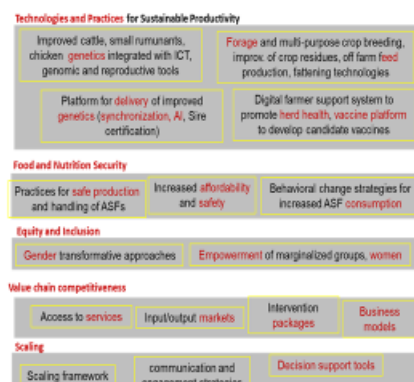 Technologies and Practices for Sustainable Productivity
Improved cattle, small rumunants,
chicken genetics integrated with ICT,
genomic and reproductive tools
Forage and multi-purpose crop breeding,
improv. of crop residues, off farm feed
production, fattening technologies
Platform for delivery of improved
genetics (synchronization, AI, Sire
certification)
Digital farmer support system to
promote herd health, vaccine platform
to develop candidate vaccines
Food and Nutrition Security
Practices for safe production
and handling of ASFs
Increased affordability
and safety
Behavioral change strategies for
increased ASF consumption
Equity and Inclusion
Gender transformative approaches
Empowerment of marginalized groups, women
Value chain competitiveness
Access to services
Input/output markets
Intervention
packages
Business
models
Scaling
Scaling framework
communication and
Decision support tools